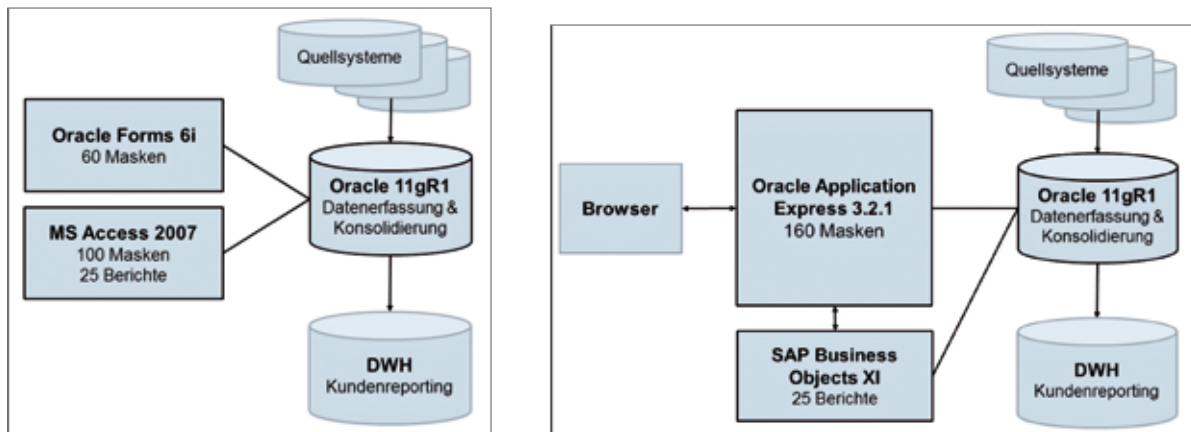 Quellsysteme
Oracle Forms 6i
60 Masken
MS Access 2007
100 Masken
25 Berichte
Oracle 11gR1
Datenerfassung &
Konsolidierung
DWH
Kundenreporting
Quellsysteme
Browser
Oracle Application
Express 3.2.1
160 Masken
Oracle 11gR1
Datenerfassung &
Konsolidierung
SAP Business
Objects XI
25 Berichte
DWH
Kundenreporting